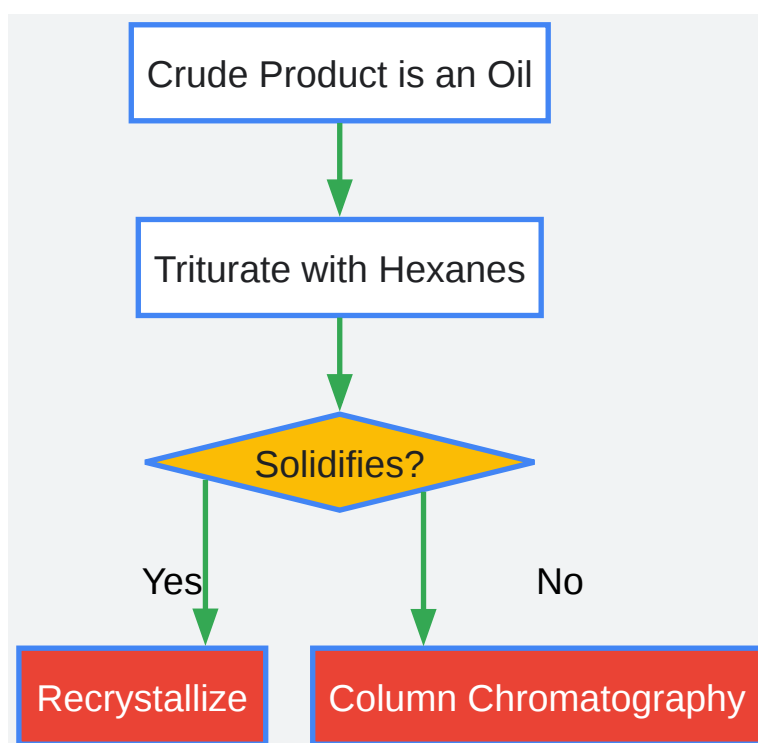 Crude Product is an Oil
Triturate with Hexanes
Solidifies?
Yes
No
Recrystallize
Column Chromatography